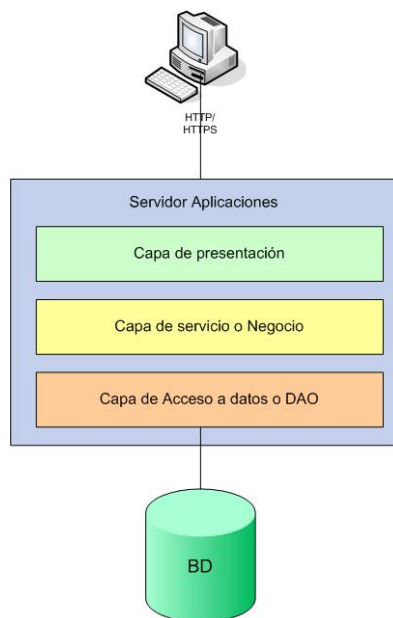 HTTP/
HTTPS
Servidor Aplicaciones
Capa de presentación
Capa de servicio o Negocio
Capa de Acceso a datos o DAO
BD